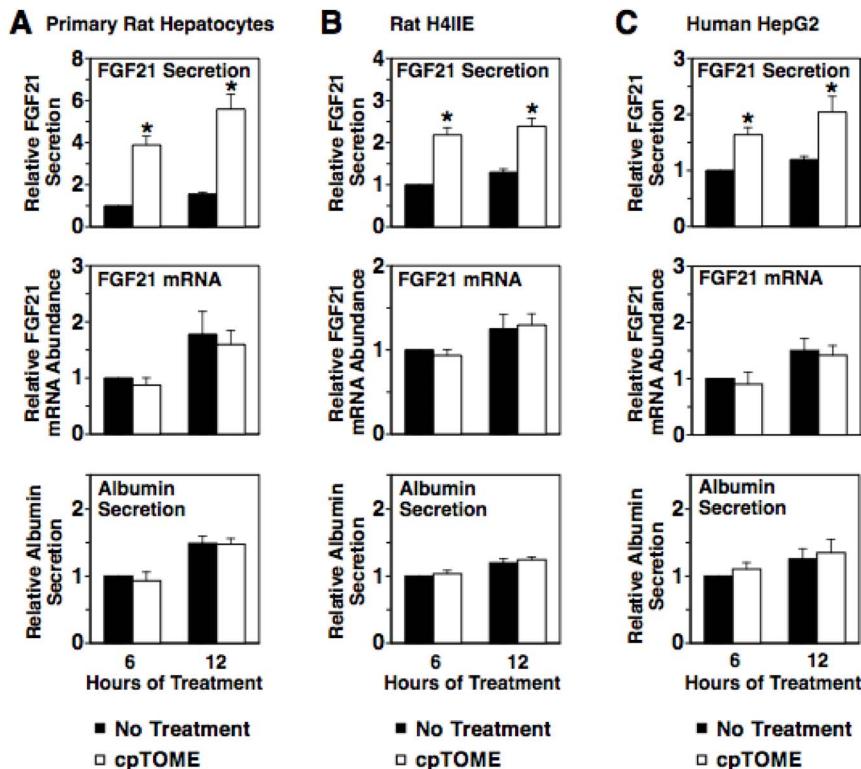 A Primary Rat Hepatocytes
B Rat H4IIE
C Human HepG2
FGF21 Secretion
Relative FGF21
Secretion
8
6
4
2
0
*
*
FGF21 Secretion
Relative FGF21
Secretion
4
3
2
1
0
*
*
FGF21 Secretion
Relative FGF21
Secretion
3
2
1
0
*
*
FGF21 mRNA
Relative FGF21
mRNA Abundance
3
2
1
0
FGF21 mRNA
Relative FGF21
mRNA Abundance
2
1
0
FGF21 mRNA
Relative FGF21
mRNA Abundance
3
2
1
0
Albumin
Secretion
Relative Albumin
Secretion
2
1
0
6
12
Hours of Treatment
Albumin
Secretion
Relative Albumin
Secretion
2
1
0
6
12
Hours of Treatment
Albumin
Secretion
Relative Albumin
Secretion
2
1
0
6
12
Hours of Treatment
No Treatment
cpTOME
No Treatment
cpTOME
No Treatment
cpTOME